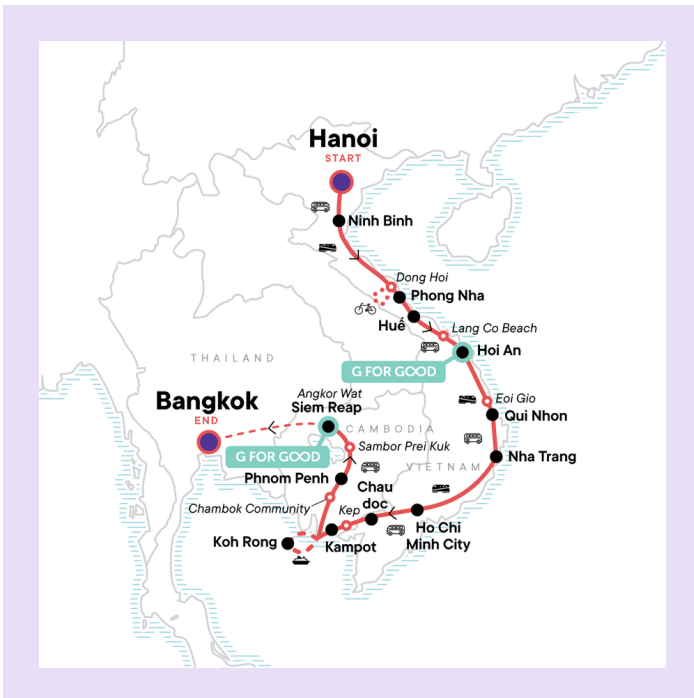 Hanoi
START
Ninh Binh
Dong Hoi
Phong Nha
Huế
Lang Co Beach
Hoi An
G FOR GOOD
THAILAND
Bangkok
END
Angkor Wat
Siem Reap
Eoi Gio
Qui Nhon
CAMBODIA
Sambor Prei Kuk
G FOR GOOD
Nha Trang
VIETNAM
Phnom Penh
Chau
doc
Chambok Community
Kep
Ho Chi
Minh City
Koh Rong
Kampot